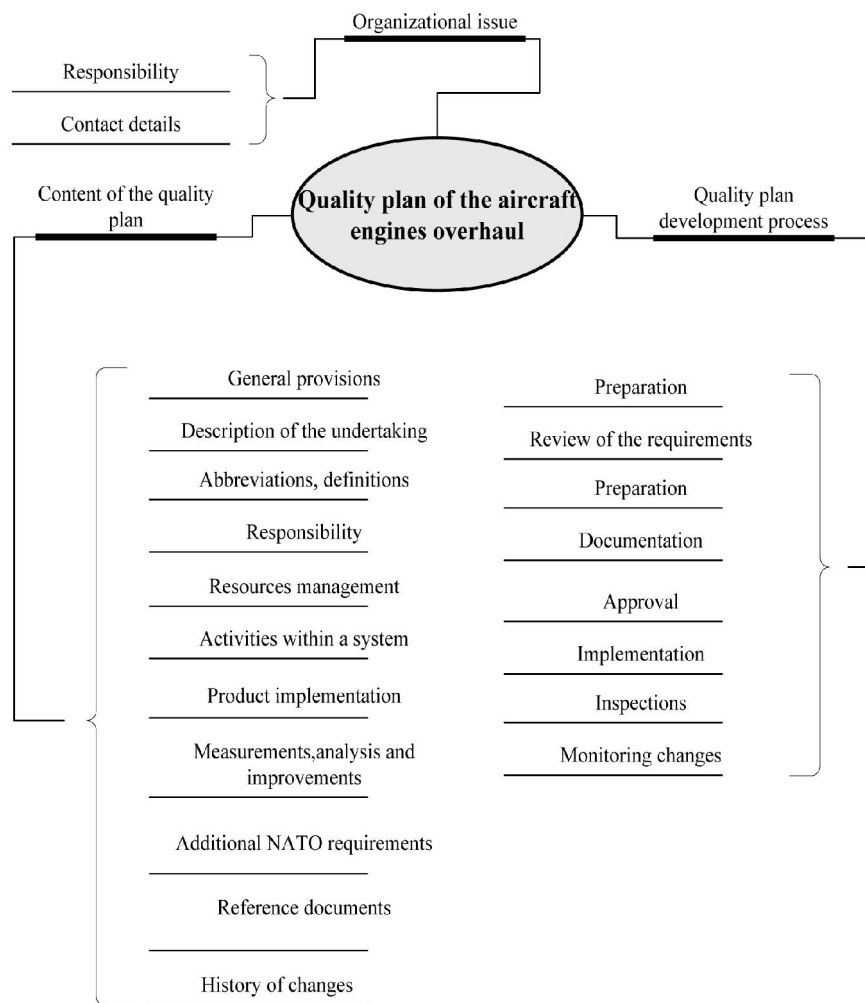 Organizational issue
Responsibility
Contact details
Content of the quality
plan
Quality plan of the aircraft
engines overhaul
Quality plan
development process
General provisions
Description of the undertaking
Abbreviations, definitions
Responsibility
Resources management
Activities within a system
Product implementation
Measurements,analysis and
improvements
Additional NATO requirements
Reference documents
History of changes
Preparation
Review of the requirements
Preparation
Documentation
Approval
Implementation
Inspections
Monitoring changes